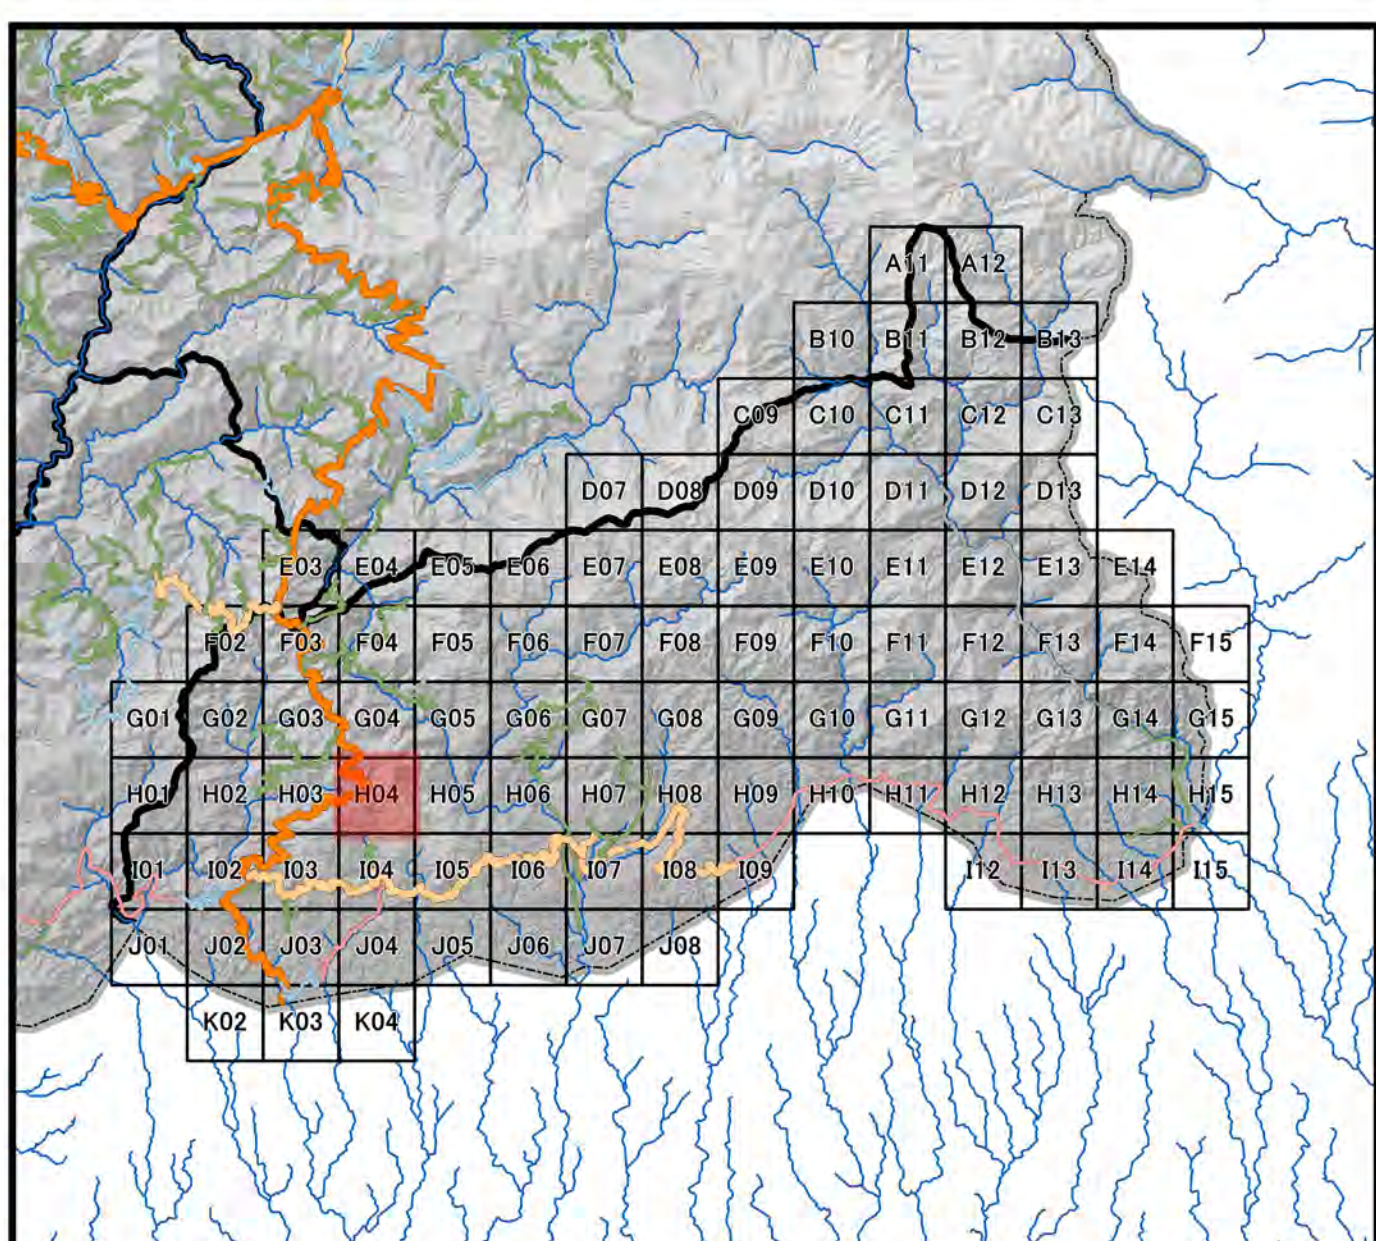 A11 A12
B10 B11 B12 B13
C09 C10 C11 C12 C13
D07 D08 D09 D10 D11 D12 D13
E03 E04 E05 E06 E07 E08 E09 E10 E11 E12 E13 E14
F02 F03 F04 F05 F06 F07 F08 F09 F10 F11 F12 F13 F14 F15
G01 G02 G03 G04 G05 G06 G07 G08 G09 G10 G11 G12 G13 G14 G15
H01 H02 H03 H04 H05 H06 H07 H08 H09 H10 H11 H12 H13 H14 H15
I01 I02 I03 I04 I05 I06 I07 I08 I09 I12 I13 I14 I15
J01 J02 J03 J04 J05 J06 J07 J08
K02 K03 K04